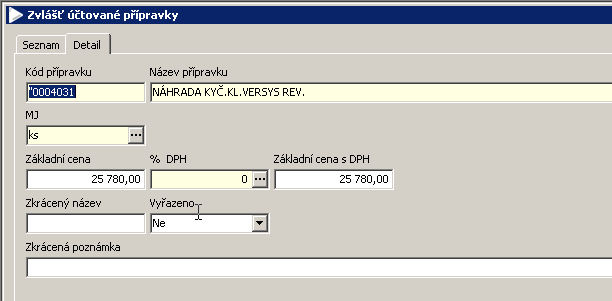 Zvlášť účtované přípravky
Seznam Detail
Kód přípravku Název přípravku
"0004031 NÁHRADA KYČ.KL.VERSYS REV.
MJ
ks ...
Základní cena % DPH Základní cena s DPH
25 780,00 0 ... 25 780,00
Zkrácený název Vyřazeno
Ne
Zkrácená poznámka